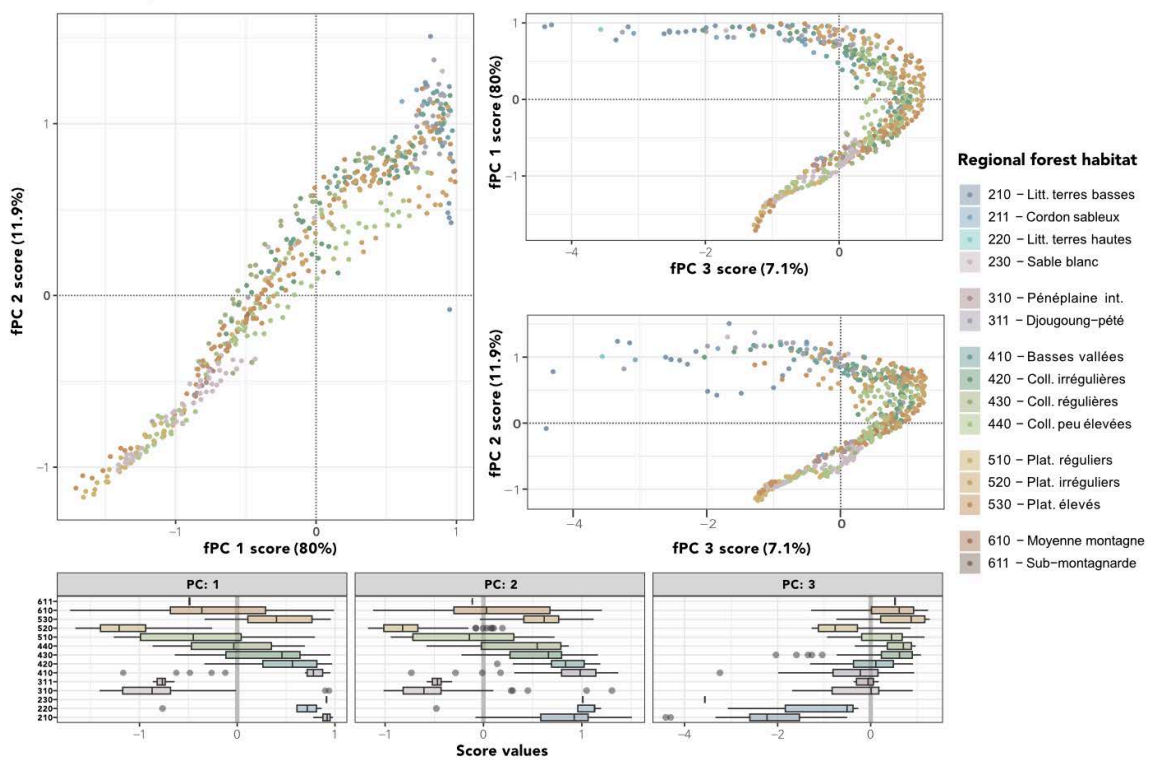 1
0
−1
−1
0
1
fPC 2 score (11.9%)
fPC 1 score (80%)
1
0
−1
−4
−2
0
fPC 1 score (80%)
fPC 3 score (7.1%)
1
0
−1
−4
−2
0
fPC 2 score (11.9%)
fPC 3 score (7.1%)
Regional forest habitat
210 − Litt. terres basses
211 − Cordon sableux
220 − Litt. terres hautes
230 − Sable blanc
310 − Pénéplaine int.
311 − Djougoung−pété
410 − Basses vallées
420 − Coll. irrégulières
430 − Coll. régulières
440 − Coll. peu élevées
510 − Plat. réguliers
520 − Plat. irréguliers
530 − Plat. élevés
610 − Moyenne montagne
611 − Sub−montagnarde
PC: 1
PC: 2
PC: 3
611
610
530
520
510
440
430
420
410
311
310
230
220
210
−1
0
1
−1
0
1
−4
−2
0
Score values